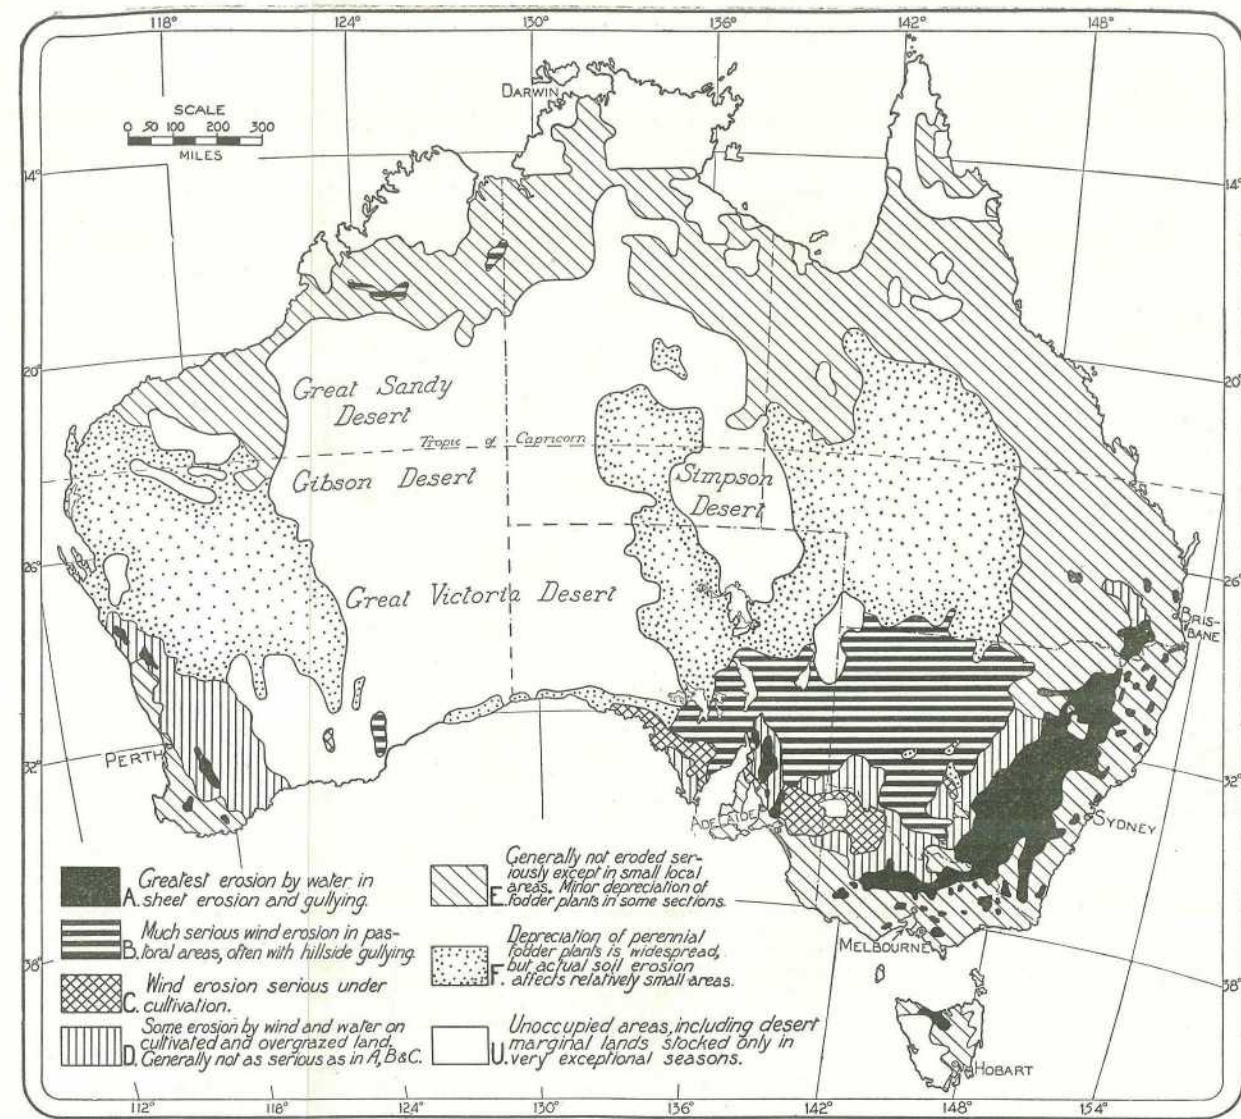 118° 124° 130° 136° 142° 148°
DARWIN
SCALE
0 50 100 200 300
MILES
14° 14°
20° 20°
Great Sandy
Desert
Tropic of Capricorn
Gibson Desert
Simpson
Desert
26° 26°
Great Victoria Desert
BRIS-
BANE
PERTH
32° 32°
ADELAIDE
SYDNEY
A. Greatest erosion by water in
sheet erosion and gullying.
B. Much serious wind erosion in pas-
toral areas, often with hillside gullying.
C. Wind erosion serious under
cultivation.
D. Some erosion by wind and water on
cultivated and overgrazed land.
Generally not as serious as in A, B&C.
E. Generally not eroded ser-
iously except in small local
areas. Minor depreciation of
fodder plants in some sections.
F. Depreciation of perennial
fodder plants is widespread,
but actual soil erosion
affects relatively small areas.
U. Unoccupied areas, including desert
marginal lands stocked only in
very exceptional seasons.
MELBOURNE
38° 38°
HOBART
112° 118° 124° 130° 136° 142° 148° 154°